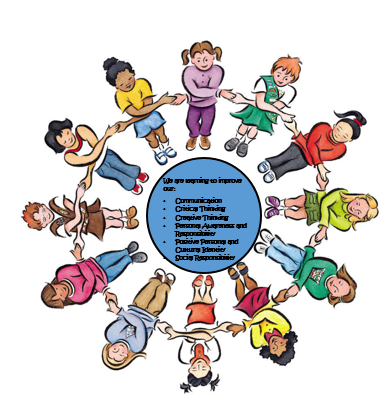 We are learning to improve
our:
• Communication
• Critical Thinking
• Creative Thinking
• Personal Awareness and
Responsibility
• Positive Personal and
Cultural Identity
Social Responsibility